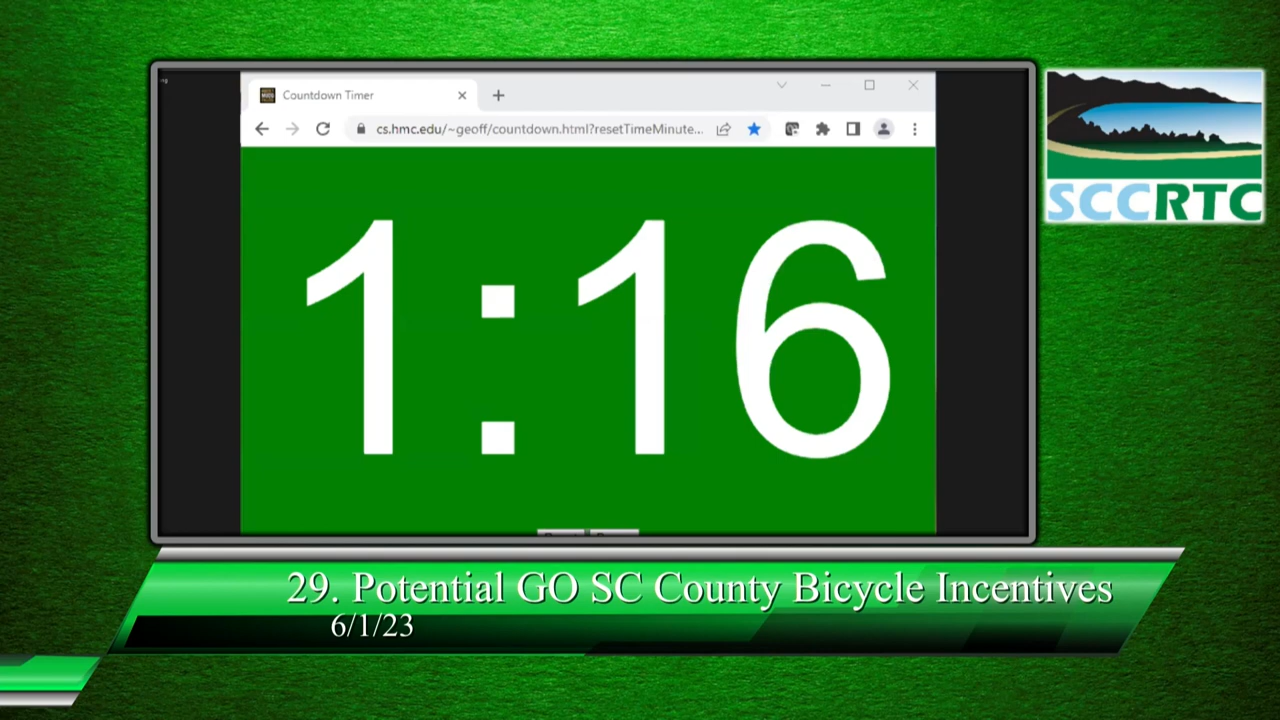 Countdown Timer
cs.hmc.edu/~geoff/countdown.html?resetTimeMinute...
1:16
SCCRTC
29. Potential GO SC County Bicycle Incentives
6/1/23